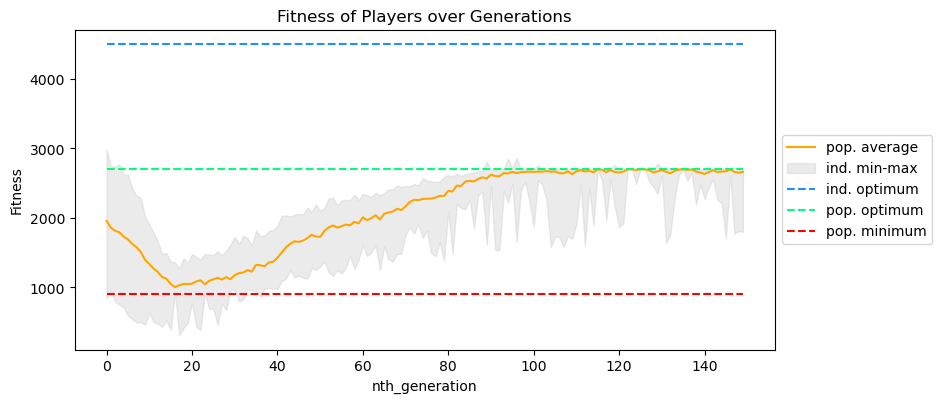 Fitness of Players over Generations
Fitness
4000
3000
2000
1000
0
20
40
60
80
100
120
140
nth_generation
pop. average
ind. min-max
ind. optimum
pop. optimum
pop. minimum